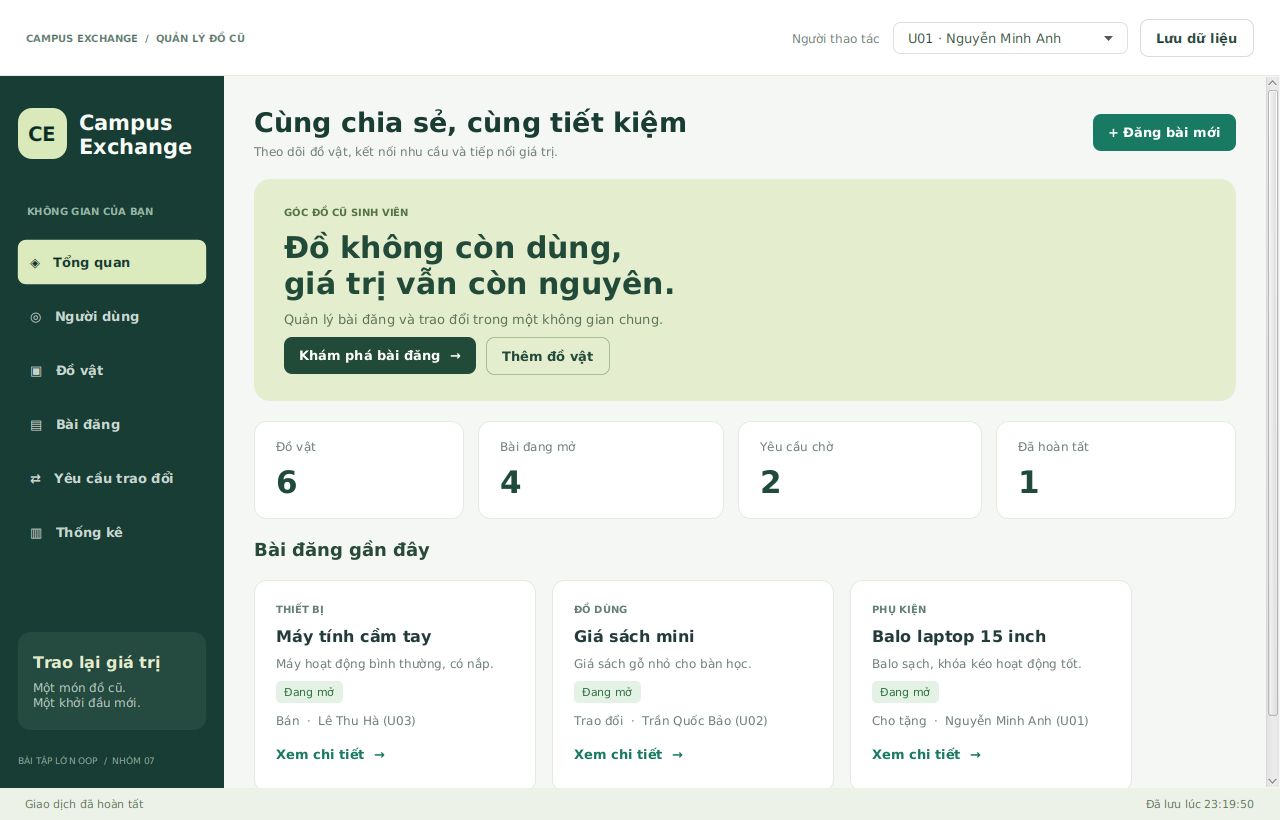 CAMPUS EXCHANGE / QUẢN LÝ ĐỒ CŨ
Người thao tác
U01 · Nguyễn Minh Anh
Lưu dữ liệu
CE
Campus
Exchange
KHÔNG GIAN CỦA BẠN
◈ Tổng quan
◎ Người dùng
▣ Đồ vật
▤ Bài đăng
⇄ Yêu cầu trao đổi
▥ Thống kê
Trao lại giá trị
Một món đồ cũ.
Một khởi đầu mới.
BÀI TẬP LỚN OOP / NHÓM 07
Cùng chia sẻ, cùng tiết kiệm
Theo dõi đồ vật, kết nối nhu cầu và tiếp nối giá trị.
+ Đăng bài mới
GÓC ĐỒ CŨ SINH VIÊN
Đồ không còn dùng,
giá trị vẫn còn nguyên.
Quản lý bài đăng và trao đổi trong một không gian chung.
Khám phá bài đăng →
Thêm đồ vật
Đồ vật
6
Bài đang mở
4
Yêu cầu chờ
2
Đã hoàn tất
1
Bài đăng gần đây
THIẾT BỊ
Máy tính cầm tay
Máy hoạt động bình thường, có nắp.
Đang mở
Bán · Lê Thu Hà (U03)
Xem chi tiết →
ĐỒ DÙNG
Giá sách mini
Giá sách gỗ nhỏ cho bàn học.
Đang mở
Trao đổi · Trần Quốc Bảo (U02)
Xem chi tiết →
PHỤ KIỆN
Balo laptop 15 inch
Balo sạch, khóa kéo hoạt động tốt.
Đang mở
Cho tặng · Nguyễn Minh Anh (U01)
Xem chi tiết →
Giao dịch đã hoàn tất
Đã lưu lúc 23:19:50